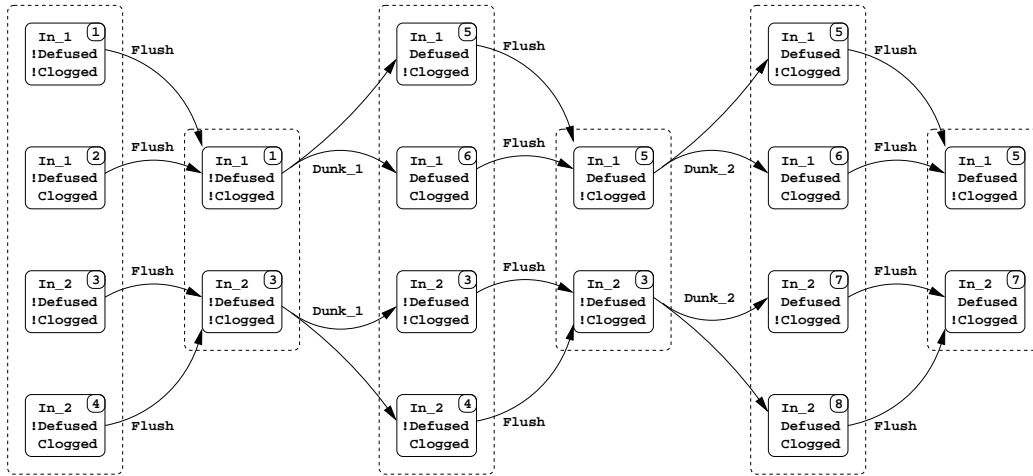 In_1 1
!Defused
!Clogged
Flush
In_1 5
Defused
!Clogged
Flush
In_1 5
Defused
!Clogged
Flush
In_1 2
!Defused
Clogged
Flush
In_1 1
!Defused
!Clogged
Dunk_1
In_1 6
Defused
Clogged
Flush
In_1 5
Defused
!Clogged
Dunk_2
In_1 6
Defused
Clogged
Flush
In_1 5
Defused
!Clogged
In_2 3
!Defused
!Clogged
Flush
In_2 3
!Defused
!Clogged
Dunk_1
In_2 3
!Defused
!Clogged
Flush
In_2 3
!Defused
!Clogged
Dunk_2
In_2 7
Defused
!Clogged
Flush
In_2 7
Defused
!Clogged
In_2 4
!Defused
Clogged
Flush
In_2 4
!Defused
Clogged
Flush
In_2 8
Defused
Clogged
Flush